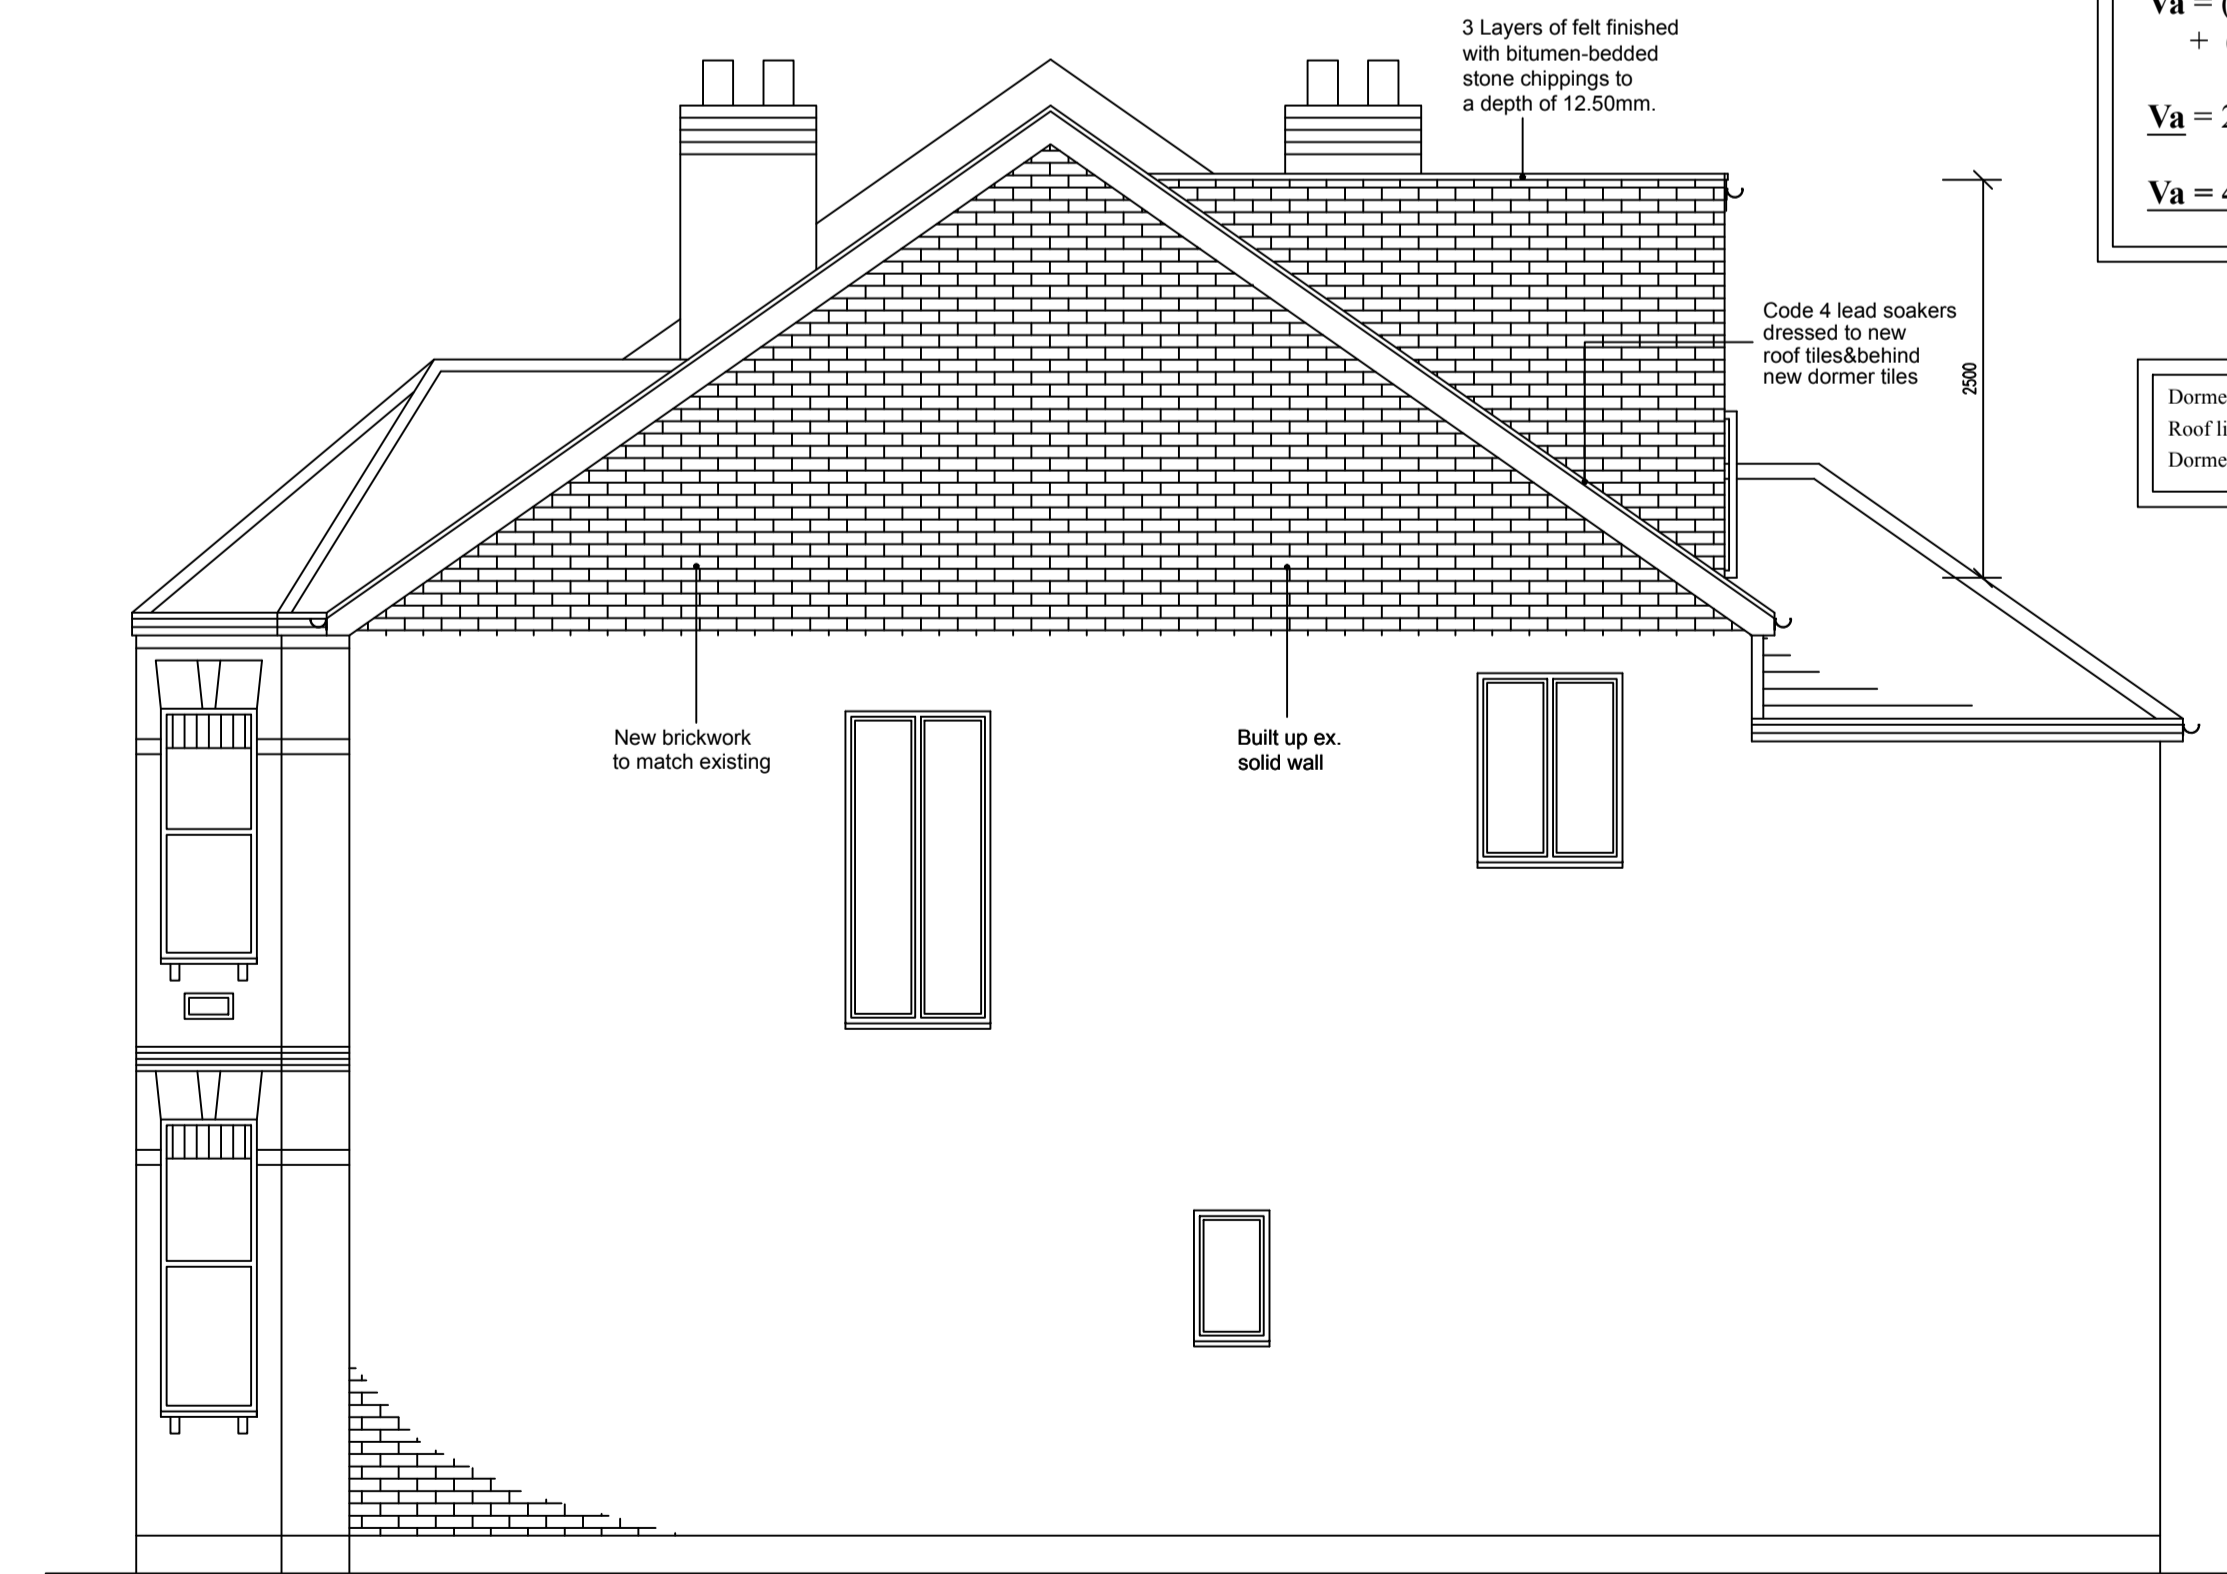 3 Layers of felt finished
with bitumen-bedded
stone chippings to
a depth of 12.50mm.
Va = (
+
Va = 2
Va = 4
Code 4 lead soakers
dressed to new
roof tiles&behind
new dormer tiles
2500
Dorme
Roof li
Dorme
New brickwork
to match existing
Built up ex.
solid wall